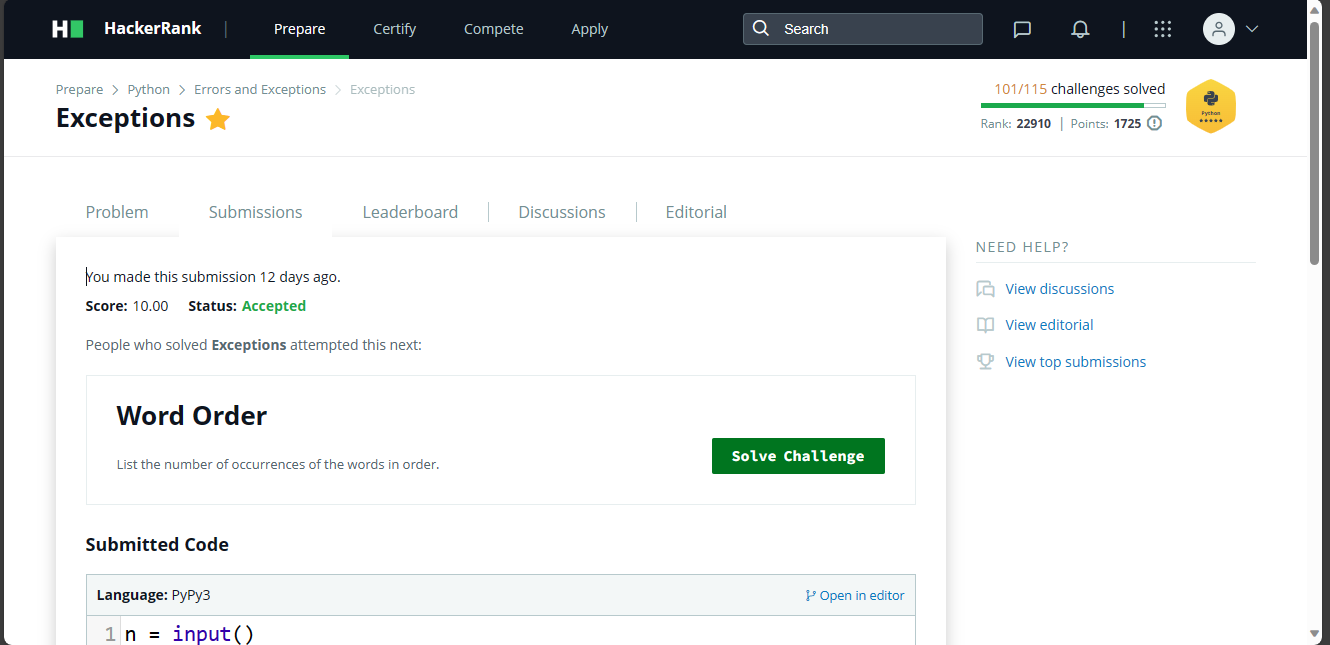 HackerRank | Prepare Certify Compete Apply Search
Prepare > Python > Errors and Exceptions > Exceptions
101/115 challenges solved
Exceptions
Rank: 22910 | Points: 1725
Python
Problem Submissions Leaderboard Discussions Editorial
You made this submission 12 days ago.
Score: 10.00 Status: Accepted
People who solved Exceptions attempted this next:
Word Order
List the number of occurrences of the words in order.
Solve Challenge
Submitted Code
Language: PyPy3 Open in editor
1 n = input()
NEED HELP?
View discussions
View editorial
View top submissions